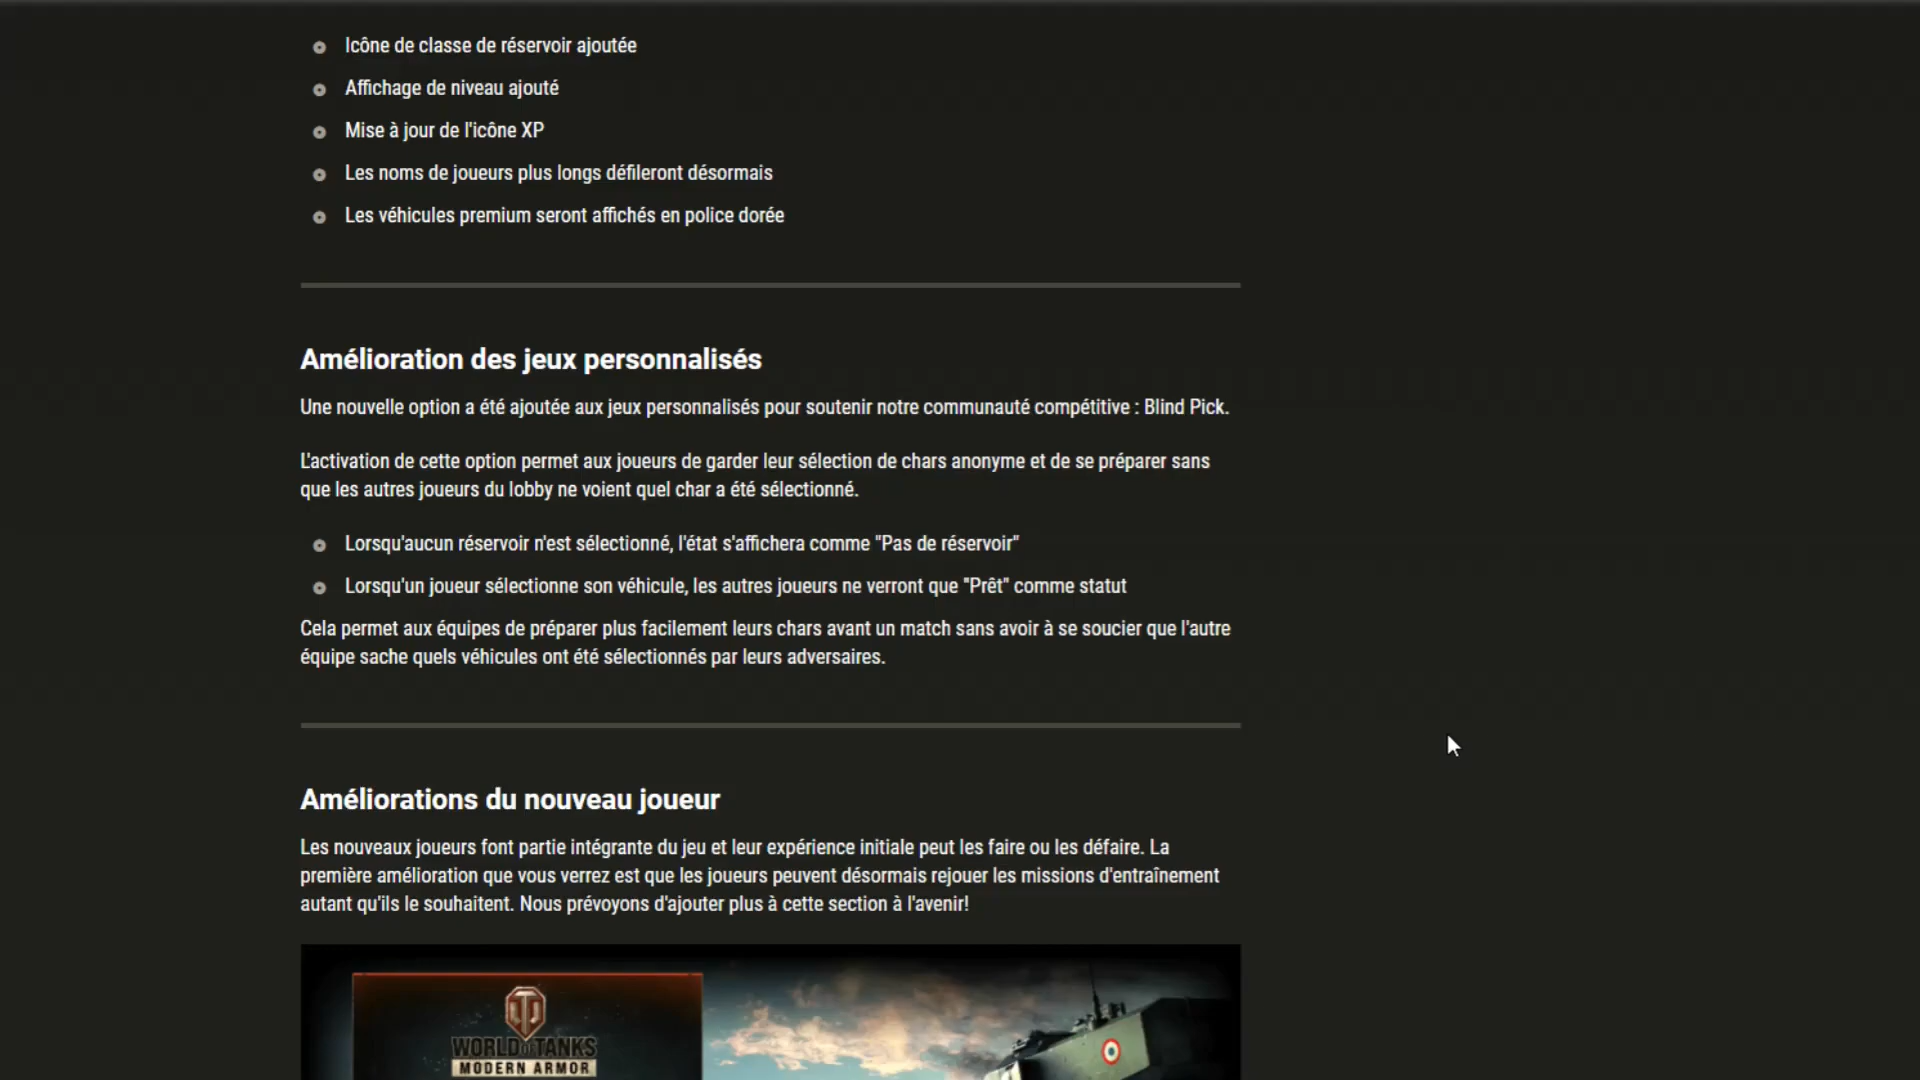 Icône de classe de réservoir ajoutée
Affichage de niveau ajouté
Mise à jour de l'icône XP
Les noms de joueurs plus longs défileront désormais
Les véhicules premium seront affichés en police dorée
Amélioration des jeux personnalisés
Une nouvelle option a été ajoutée aux jeux personnalisés pour soutenir notre communauté compétitive : Blind Pick.
L'activation de cette option permet aux joueurs de garder leur sélection de chars anonyme et de se préparer sans
que les autres joueurs du lobby ne voient quel char a été sélectionné.
Lorsqu'aucun réservoir n'est sélectionné, l'état s'affichera comme "Pas de réservoir"
Lorsqu'un joueur sélectionne son véhicule, les autres joueurs ne verront que "Prêt" comme statut
Cela permet aux équipes de préparer plus facilement leurs chars avant un match sans avoir à se soucier que l'autre
équipe sache quels véhicules ont été sélectionnés par leurs adversaires.
Améliorations du nouveau joueur
Les nouveaux joueurs font partie intégrante du jeu et leur expérience initiale peut les faire ou les défaire. La
première amélioration que vous verrez est que les joueurs peuvent désormais rejouer les missions d'entraînement
autant qu'ils le souhaitent. Nous prévoyons d'ajouter plus à cette section à l'avenir!
WORLD OF TANKS
MODERN ARMOR